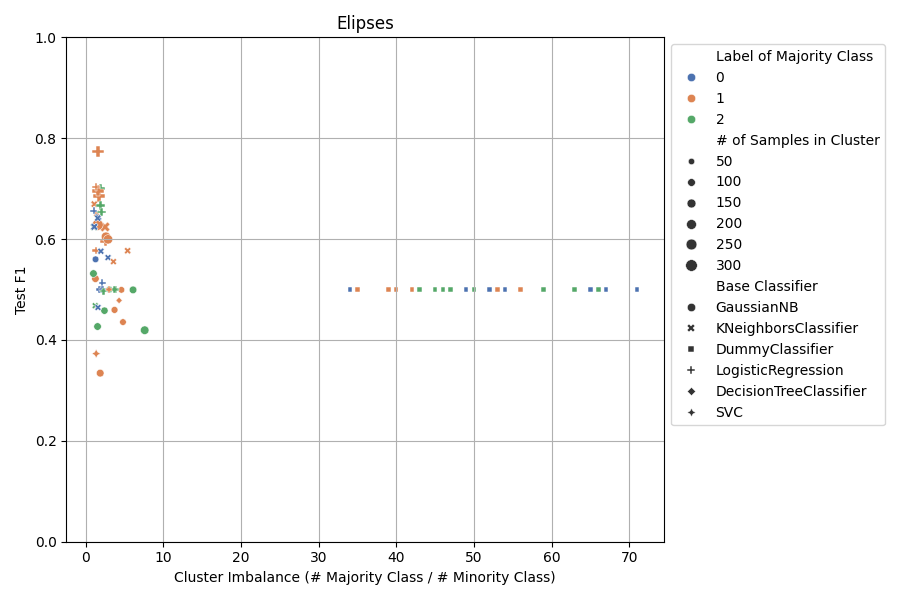 Elipses
1.0
0.8
0.6
0.4
0.2
0.0
Test F1
0 10 20 30 40 50 60 70
Cluster Imbalance (# Majority Class / # Minority Class)
Label of Majority Class
0
1
2
# of Samples in Cluster
50
100
150
200
250
300
Base Classifier
GaussianNB
KNeighborsClassifier
DummyClassifier
LogisticRegression
DecisionTreeClassifier
SVC